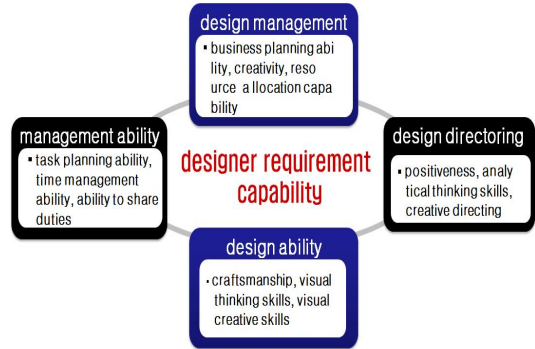 design management
▪ business planning abi
lity, creativity, reso
urce a llocation capa
bility
management ability
▪ task planning ability,
time management
ability, ability to share
duties
designer requirement
capability
design directoring
▪ positiveness, analy
tical thinking skills,
creative directing
design ability
▪ craftsmanship, visual
thinking skills, visual
creative skills